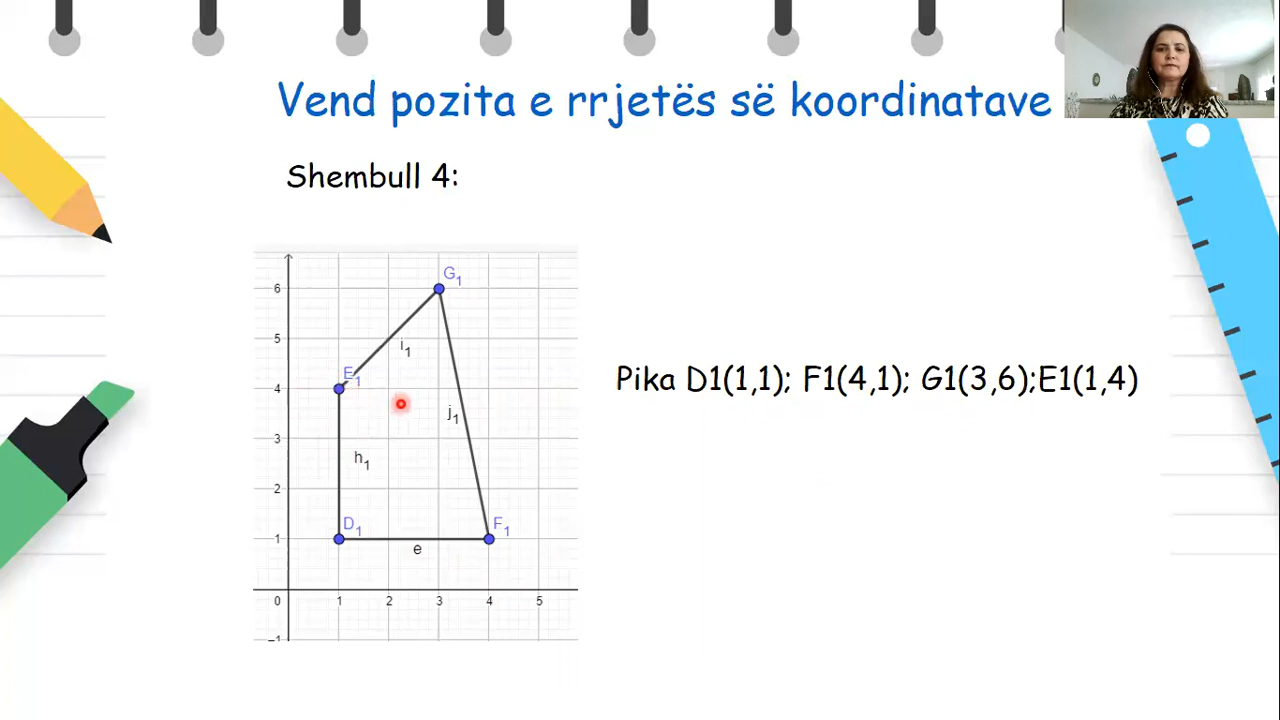 Vend pozita e rrjetës së koordinatave
Shembull 4:
G1
6
5
i1
E1
4
Pika D1(1,1); F1(4,1); G1(3,6);E1(1,4)
j1
3
h1
2
D1
F1
1
e
0 1 2 3 4 5
−1